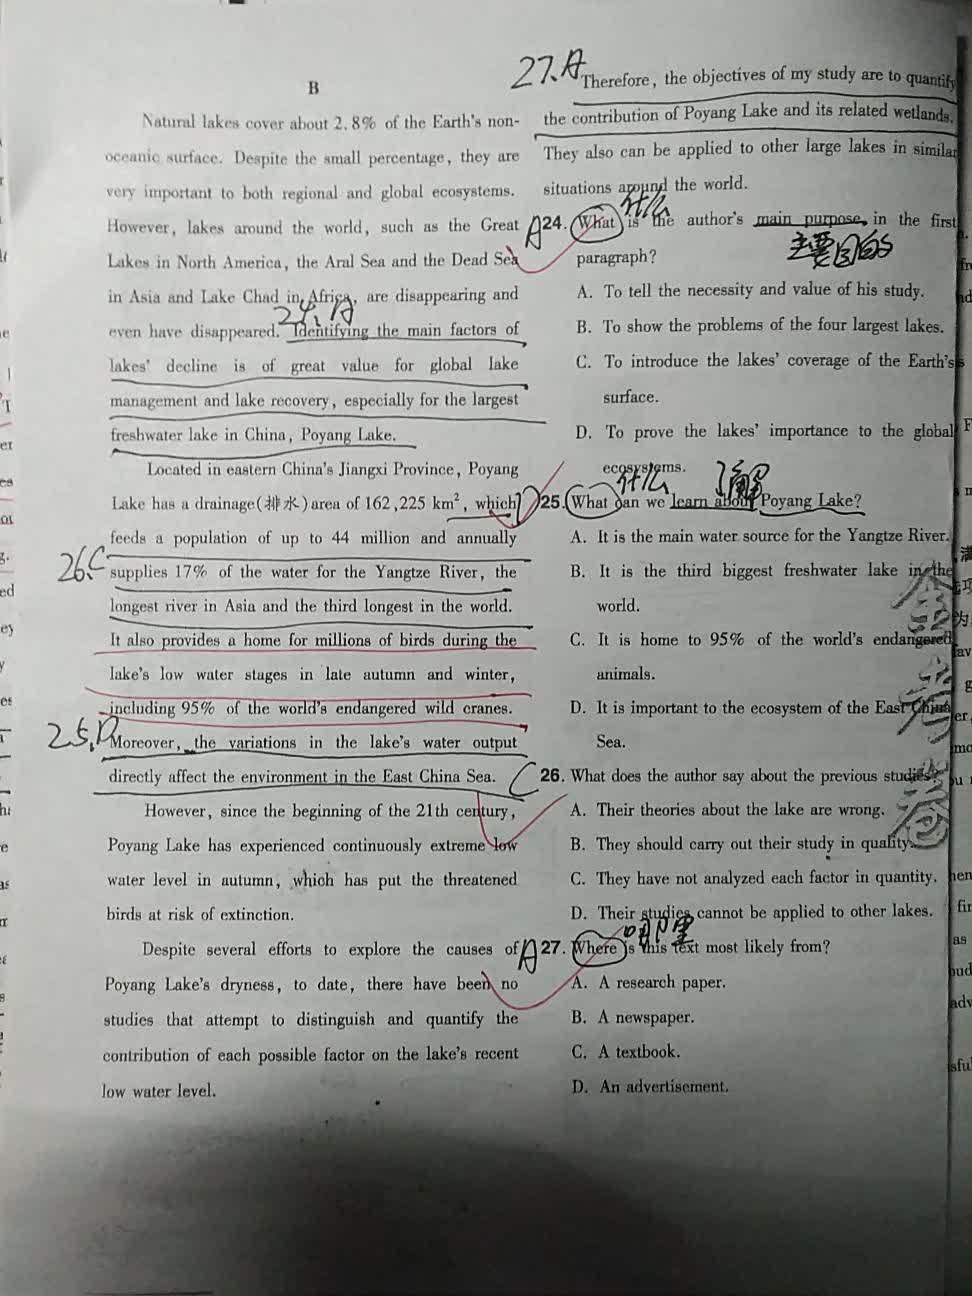 B
Natural lakes cover about 2.8% of the Earth's non-
oceanic surface. Despite the small percentage, they are
very important to both regional and global ecosystems.
However, lakes around the world, such as the Great
Lakes in North America, the Aral Sea and the Dead Sea
in Asia and Lake Chad in Africa, are disappearing and
24. A
even have disappeared. Identifying the main factors of
lakes' decline is of great value for global lake
management and lake recovery, especially for the largest
freshwater lake in China, Poyang Lake.
Located in eastern China's Jiangxi Province, Poyang
Lake has a drainage(排水)area of 162,225 km², which
feeds a population of up to 44 million and annually
26. C
supplies 17% of the water for the Yangtze River, the
longest river in Asia and the third longest in the world.
It also provides a home for millions of birds during the
lake's low water stages in late autumn and winter,
including 95% of the world's endangered wild cranes.
25. D
Moreover, the variations in the lake's water output
directly affect the environment in the East China Sea.
However, since the beginning of the 21th century,
Poyang Lake has experienced continuously extreme low
water level in autumn, which has put the threatened
birds at risk of extinction.
Despite several efforts to explore the causes of
Poyang Lake's dryness, to date, there have been no
studies that attempt to distinguish and quantify the
contribution of each possible factor on the lake's recent
low water level.
27. A
Therefore, the objectives of my study are to quantify
the contribution of Poyang Lake and its related wetlands.
They also can be applied to other large lakes in similar
situations around the world.
什么
A 24. What is the author's main purpose in the first
paragraph?
主要目的
A. To tell the necessity and value of his study.
B. To show the problems of the four largest lakes.
C. To introduce the lakes' coverage of the Earth's
surface.
D. To prove the lakes' importance to the global
ecosystems.
什么 了解
D 25. What can we learn about Poyang Lake?
A. It is the main water source for the Yangtze River.
B. It is the third biggest freshwater lake in the
world.
C. It is home to 95% of the world's endangered
animals.
D. It is important to the ecosystem of the East China
Sea.
金考卷
C 26. What does the author say about the previous studies?
A. Their theories about the lake are wrong.
B. They should carry out their study in quality.
C. They have not analyzed each factor in quantity.
D. Their studies cannot be applied to other lakes.
哪里
A 27. Where is this text most likely from?
A. A research paper.
B. A newspaper.
C. A textbook.
D. An advertisement.